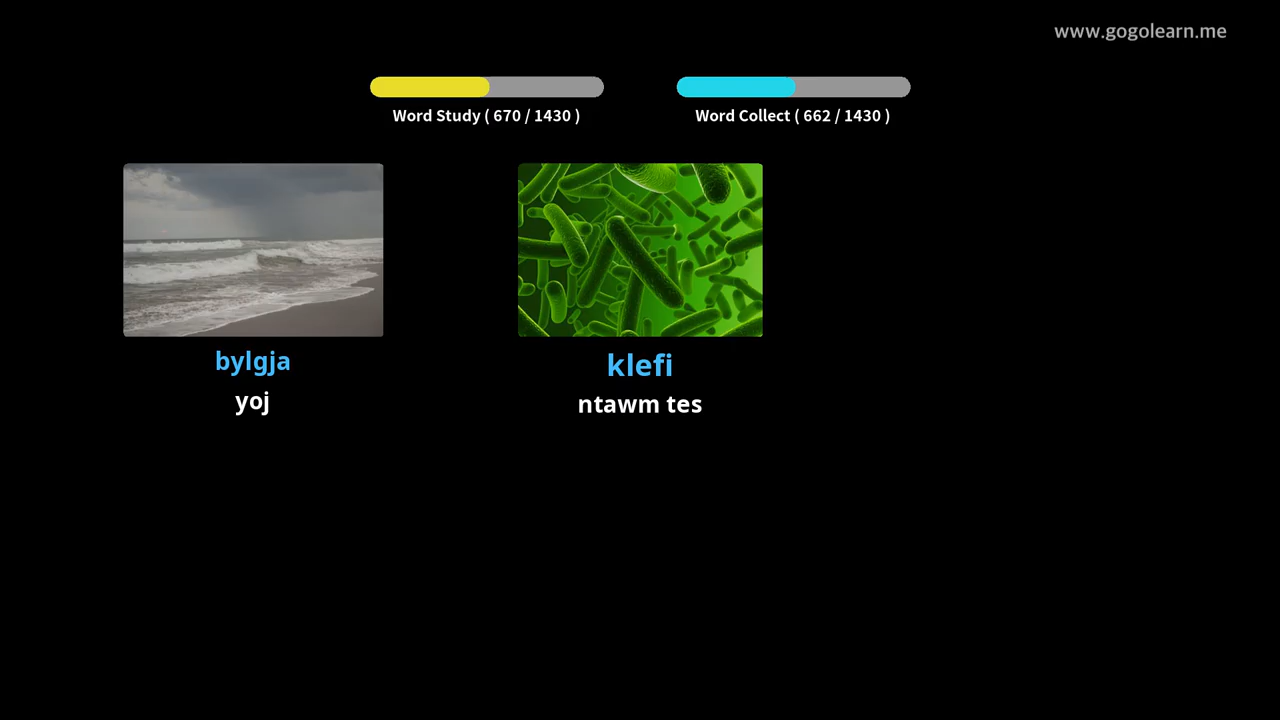 www.gogolearn.me
Word Study ( 670 / 1430 )
Word Collect ( 662 / 1430 )
bylgja
yoj
klefi
ntawm tes